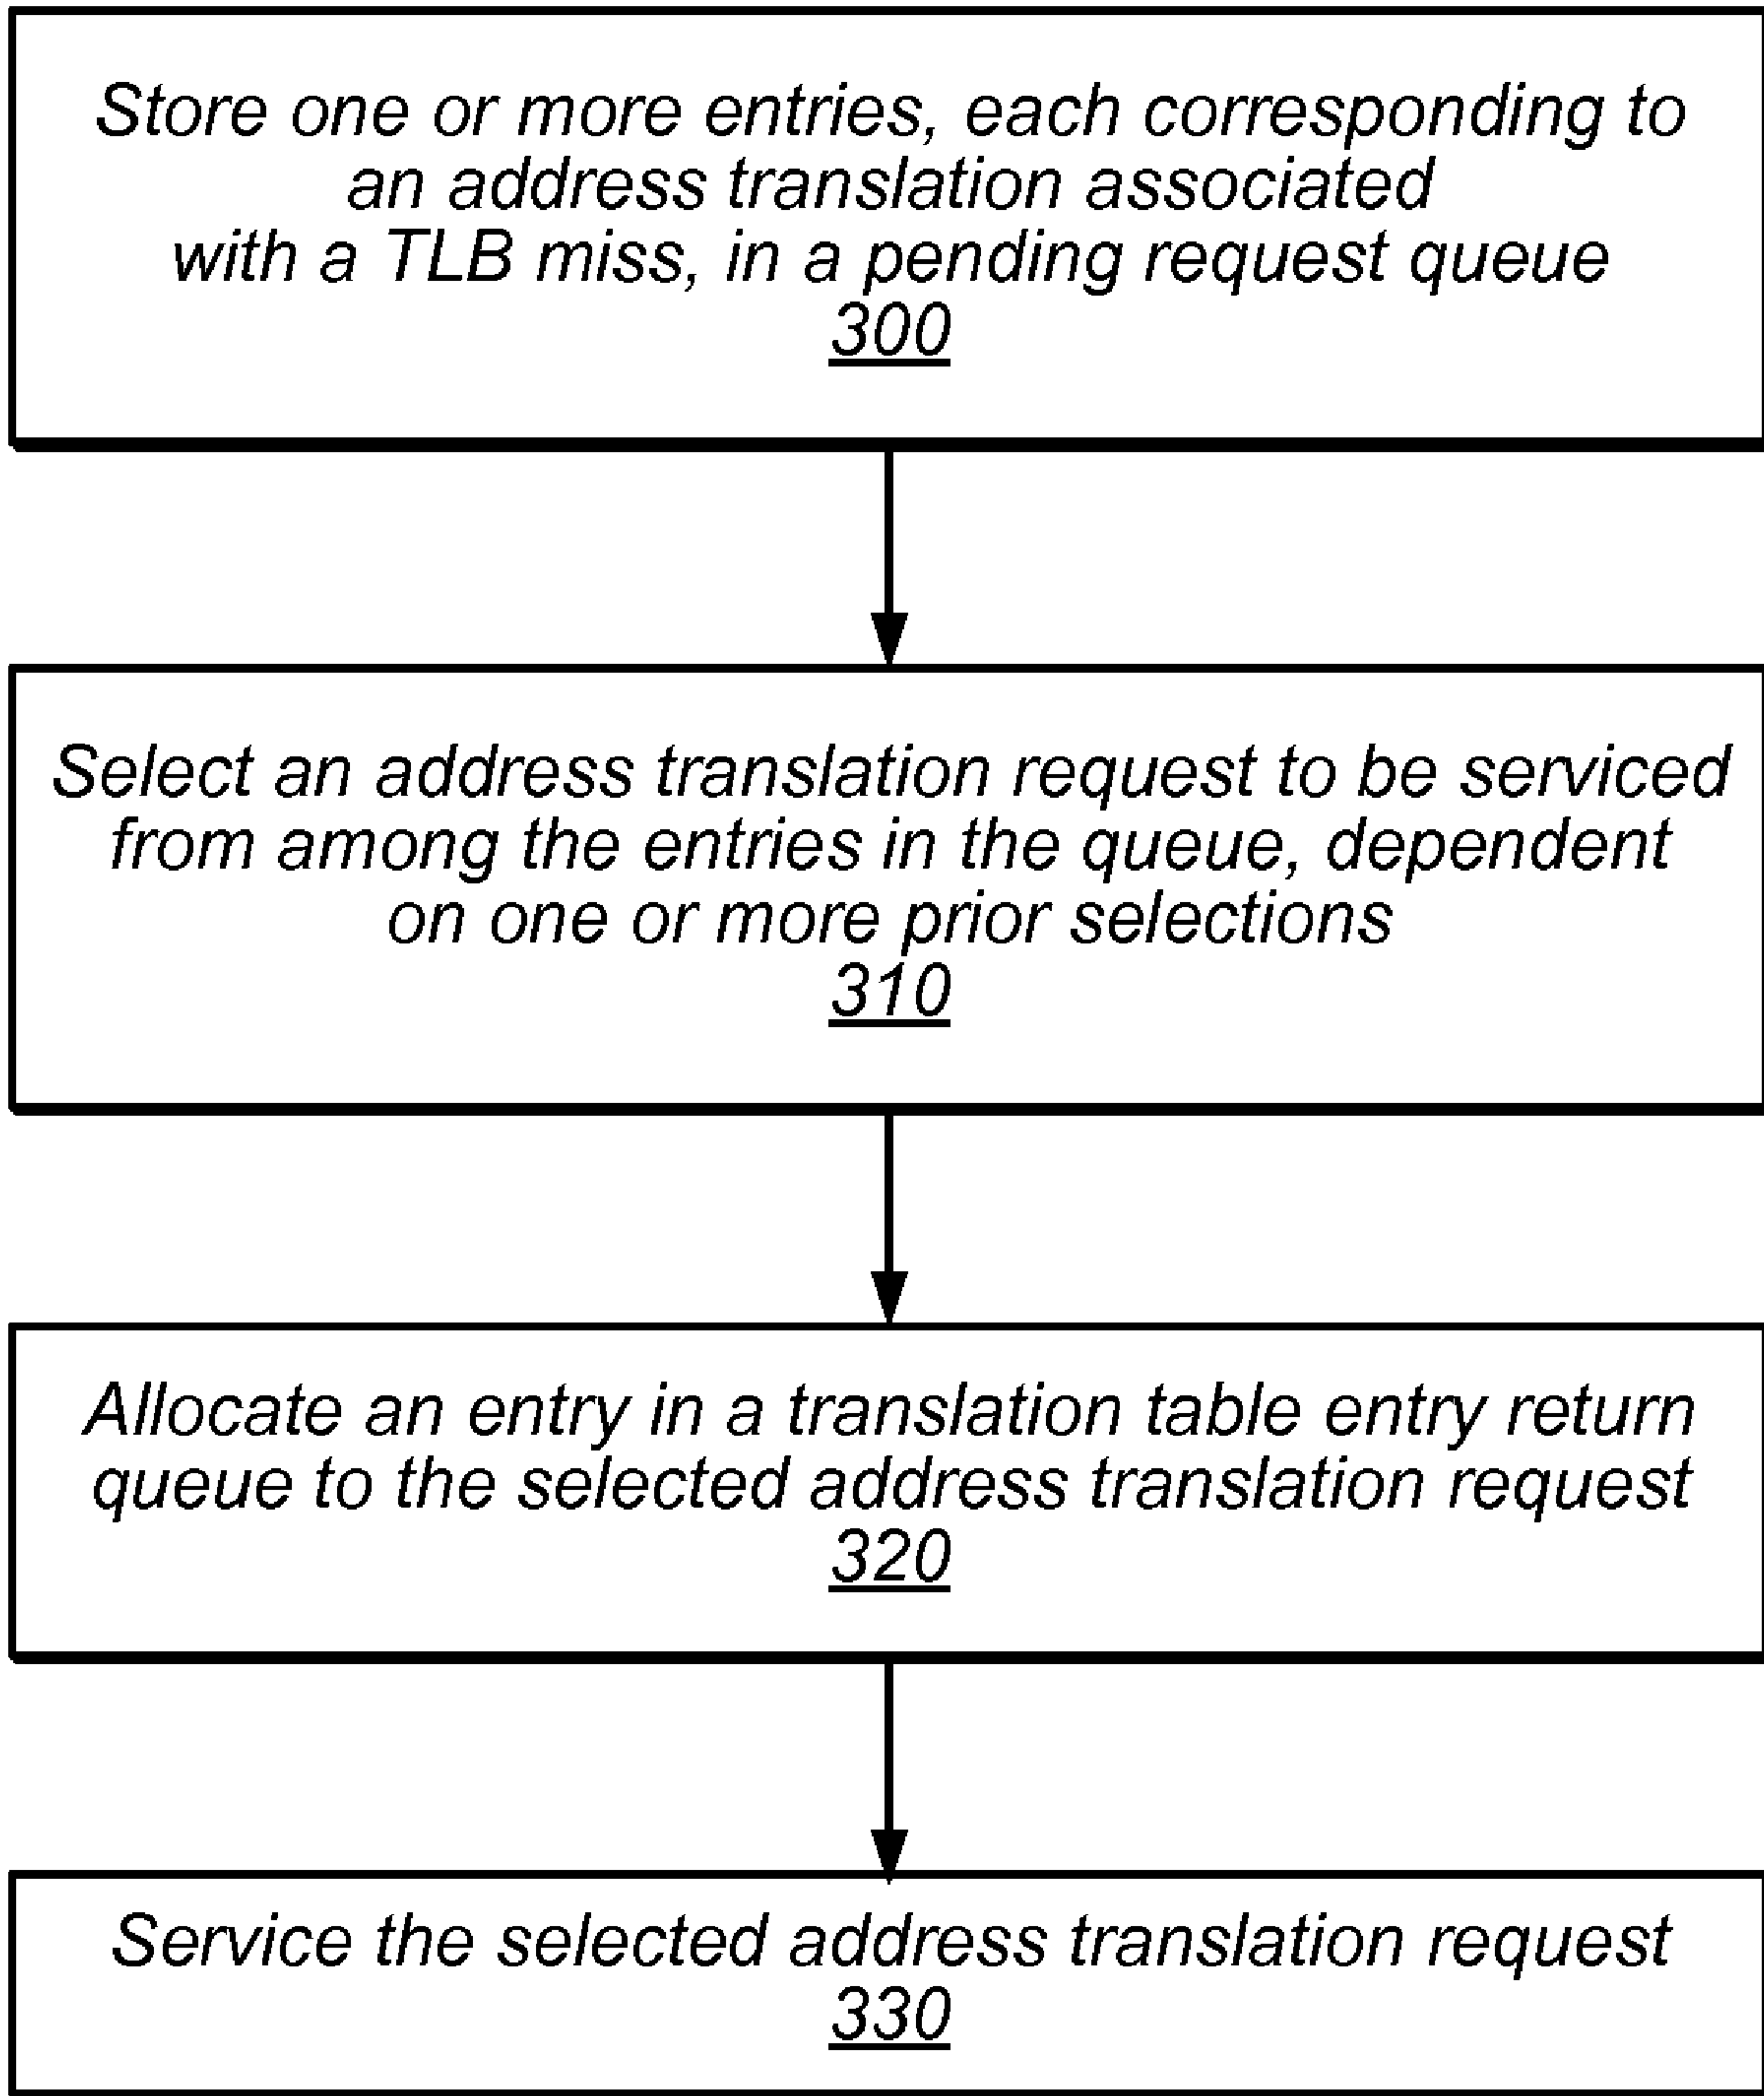 Store one or more entries, each corresponding to
an address translation associated
with a TLB miss, in a pending request queue
300
Select an address translation request to be serviced
from among the entries in the queue, dependent
on one or more prior selections
310
Allocate an entry in a translation table entry return
queue to the selected address translation request
320
Service the selected address translation request
330